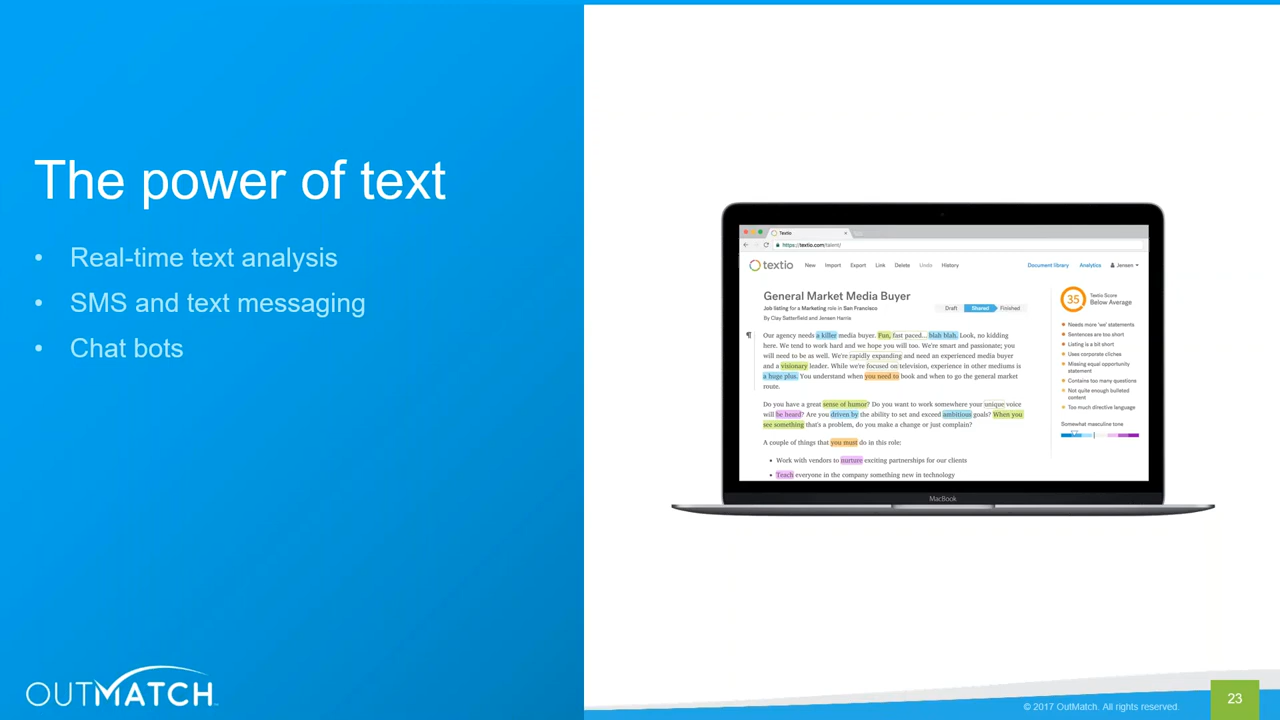 The power of text
• Real-time text analysis
• SMS and text messaging
• Chat bots
OUTMATCH
Textio
https://textio.com/talent/
textio New Import Export Link Delete Undo History Document library Analytics Jensen
General Market Media Buyer
Job listing for a Marketing role in San Francisco
By Clay Satterfield and Jensen Harris
Draft Shared Finished
¶ Our agency needs a killer media buyer. Fun, fast paced... blah blah. Look, no kidding
here. We tend to work hard and we hope you will too. We're smart and passionate; you
will need to be as well. We're rapidly expanding and need an experienced media buyer
and a visionary leader. While we're focused on television, experience in other mediums is
a huge plus. You understand when you need to book and when to go the general market
route.
Do you have a great sense of humor? Do you want to work somewhere your unique voice
will be heard? Are you driven by the ability to set and exceed ambitious goals? When you
see something that's a problem, do you make a change or just complain?
A couple of things that you must do in this role:
• Work with vendors to nurture exciting partnerships for our clients
• Teach everyone in the company something new in technology
35
Textio Score
Below Average
Needs more 'we' statements
Sentences are too short
Listing is a bit short
Uses corporate cliches
Missing equal opportunity
statement
Contains too many questions
Not quite enough bulleted
content
Too much directive language
Somewhat masculine tone
MacBook
© 2017 OutMatch. All rights reserved.
23